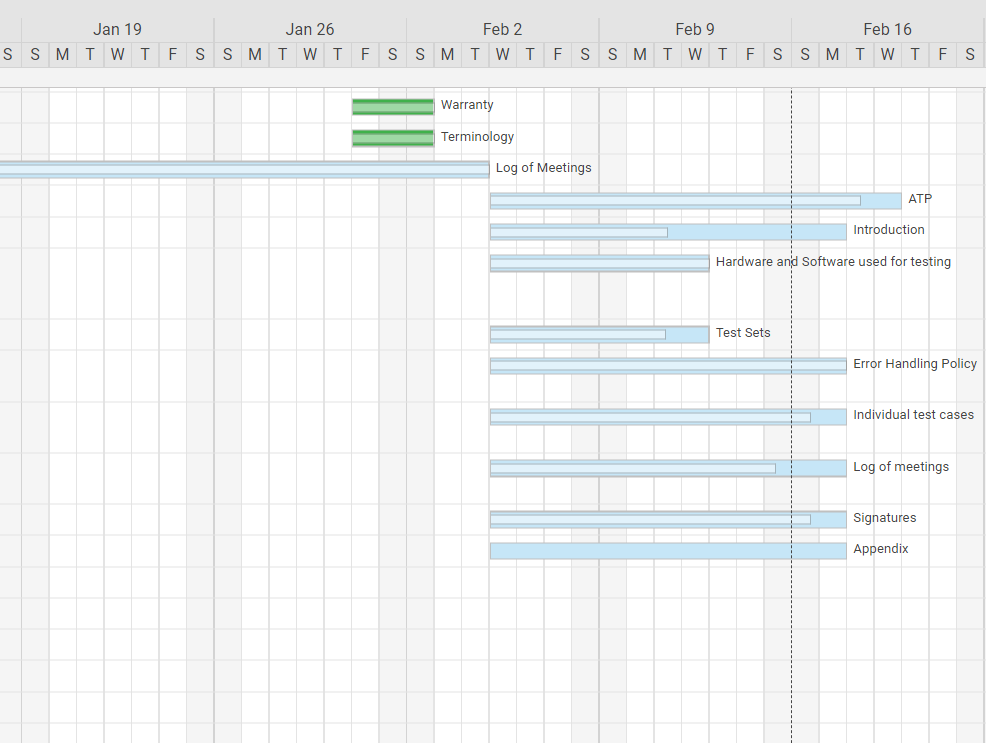 Jan 19 Jan 26 Feb 2 Feb 9 Feb 16
S S M T W T F S S M T W T F S S M T W T F S S M T W T F S S M T W T F S
Warranty
Terminology
Log of Meetings
ATP
Introduction
Hardware and Software used for testing
Test Sets
Error Handling Policy
Individual test cases
Log of meetings
Signatures
Appendix